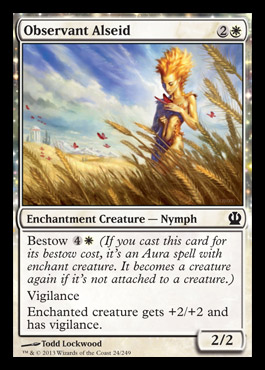 Observant Alseid 2
Bestow 4 (If you cast this card for
its bestow cost, it's an Aura spell with
enchant creature. It becomes a creature
again if it's not attached to a creature.)
Enchantment Creature — Nymph
Vigilance
Enchanted creature gets +2/+2 and
has vigilance.
2/2
Todd Lockwood
™ & © 2013 Wizards of the Coast 24/249